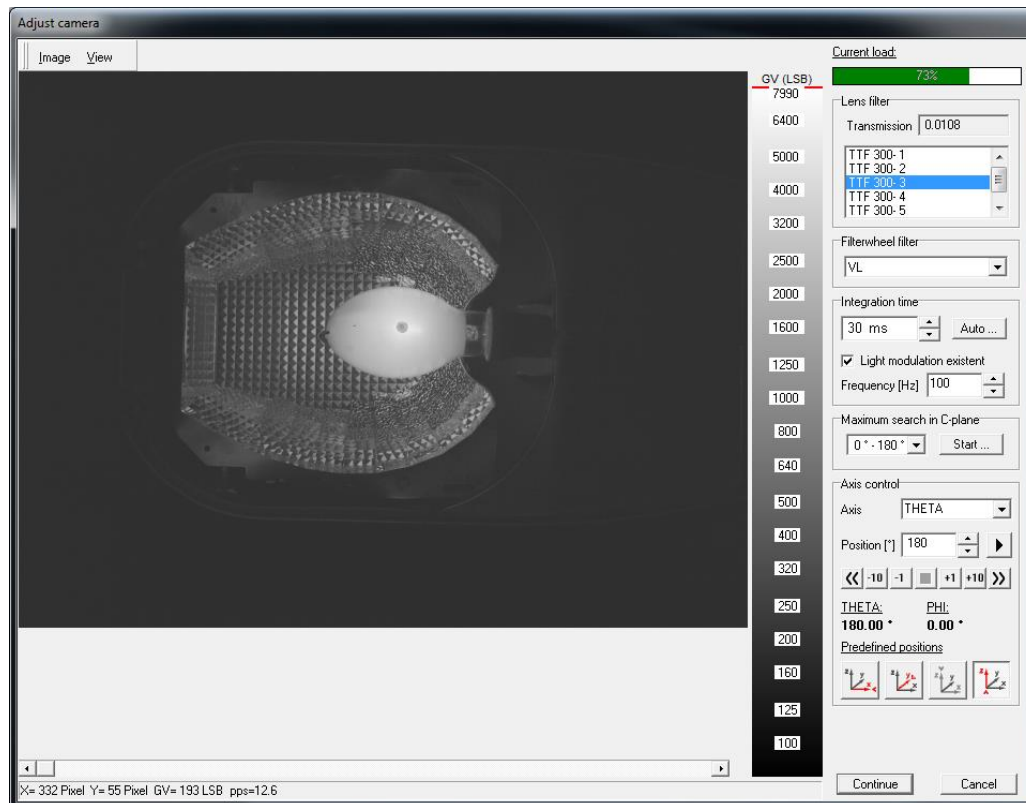 Adjust camera
Image View
GV (LSB)
7990
6400
5000
4000
3200
2500
2000
1600
1250
1000
800
640
500
400
320
250
200
160
125
100
X= 332 Pixel Y= 55 Pixel GV= 193 LSB pps=12.6
Current load:
73%
Lens filter
Transmission 0.0108
TTF 300- 1
TTF 300- 2
TTF 300- 3
TTF 300- 4
TTF 300- 5
Filterwheel filter
VL
Integration time
30 ms Auto ...
Light modulation existent
Frequency [Hz] 100
Maximum search in C-plane
0 ° - 180 ° Start ...
Axis control
Axis THETA
Position [°] 180
-10 -1 +1 +10
THETA: PHI:
180.00 ° 0.00 °
Predefined positions
Continue Cancel